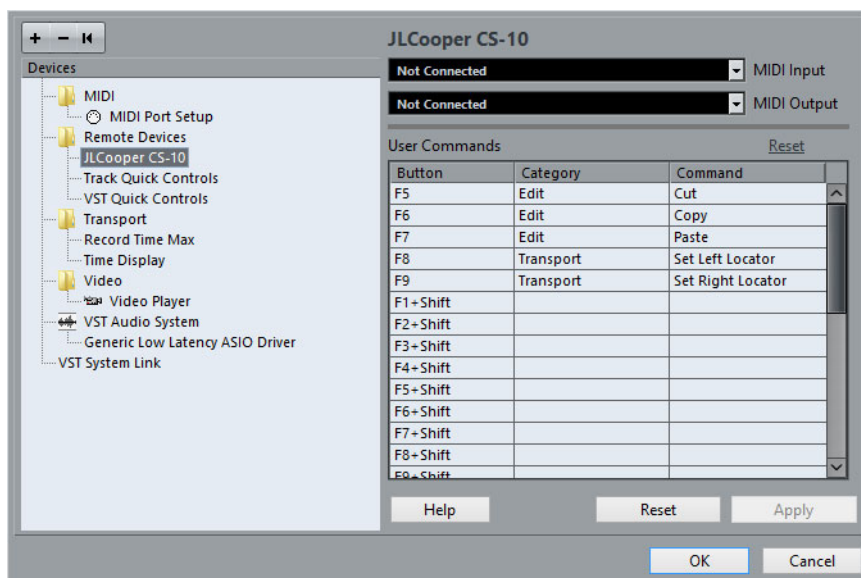 JLCooper CS-10
Devices
MIDI
MIDI Port Setup
Remote Devices
JLCooper CS-10
Track Quick Controls
VST Quick Controls
Transport
Record Time Max
Time Display
Video
Video Player
VST Audio System
Generic Low Latency ASIO Driver
VST System Link
Not Connected MIDI Input
Not Connected MIDI Output
User Commands Reset
Button Category Command
F5 Edit Cut
F6 Edit Copy
F7 Edit Paste
F8 Transport Set Left Locator
F9 Transport Set Right Locator
F1+Shift
F2+Shift
F3+Shift
F4+Shift
F5+Shift
F6+Shift
F7+Shift
F8+Shift
F9+Shift
Help Reset Apply
OK Cancel